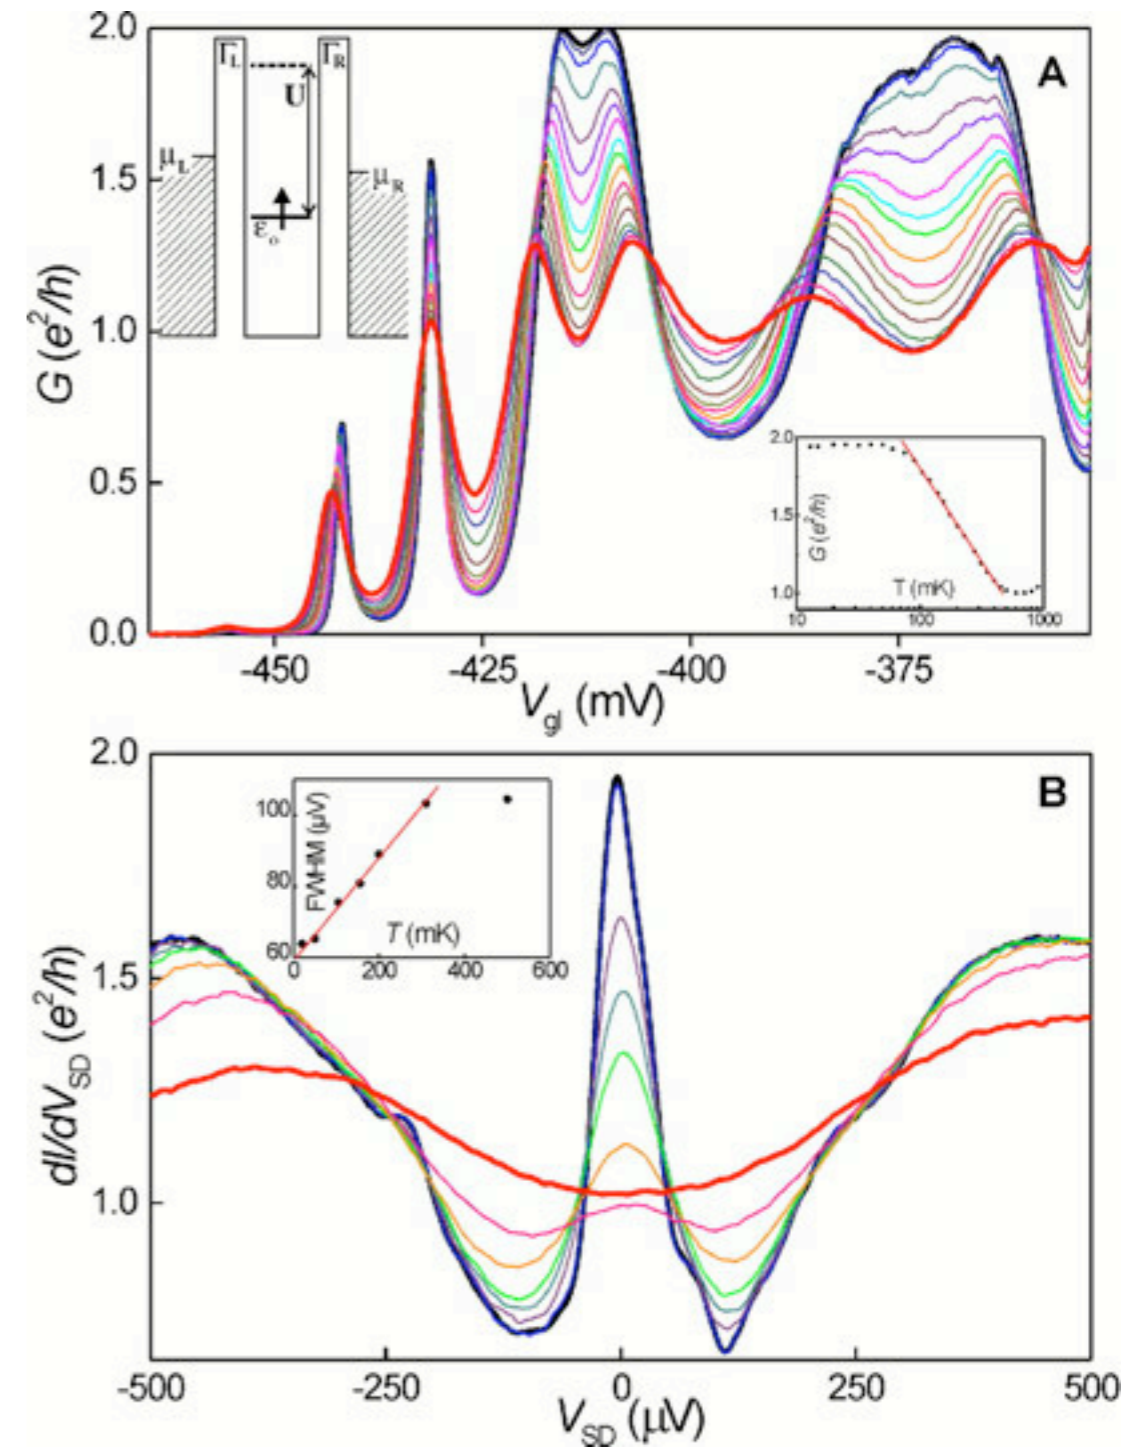 A
G (e²/h)
2.0
1.5
1.0
0.5
0.0
-450
-425
-400
-375
V_gl (mV)
Γ_L
Γ_R
U
μ_L
μ_R
ε_o
G (e²/h)
2.0
1.5
1.0
T (mK)
10
100
1000
B
dI/dV_SD (e²/h)
2.0
1.5
1.0
-500
-250
0
250
500
V_SD (μV)
FWHM (μV)
100
80
60
T (mK)
0
200
400
600